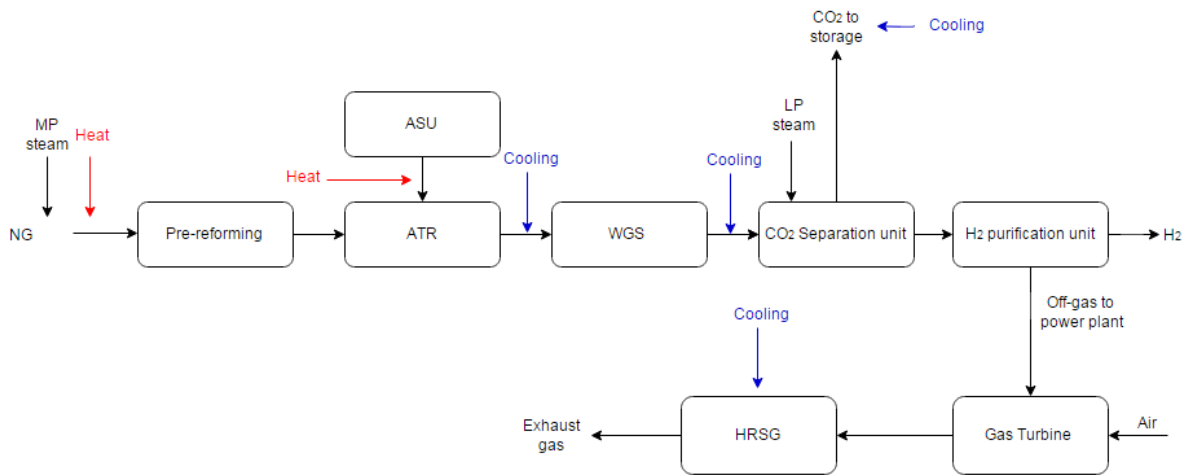 CO2 to
storage
Cooling
MP
steam
Heat
ASU
LP
steam
Cooling
Cooling
Heat
NG
Pre-reforming
ATR
WGS
CO2 Separation unit
H2 purification unit
H2
Off-gas to
power plant
Cooling
Exhaust
gas
HRSG
Gas Turbine
Air